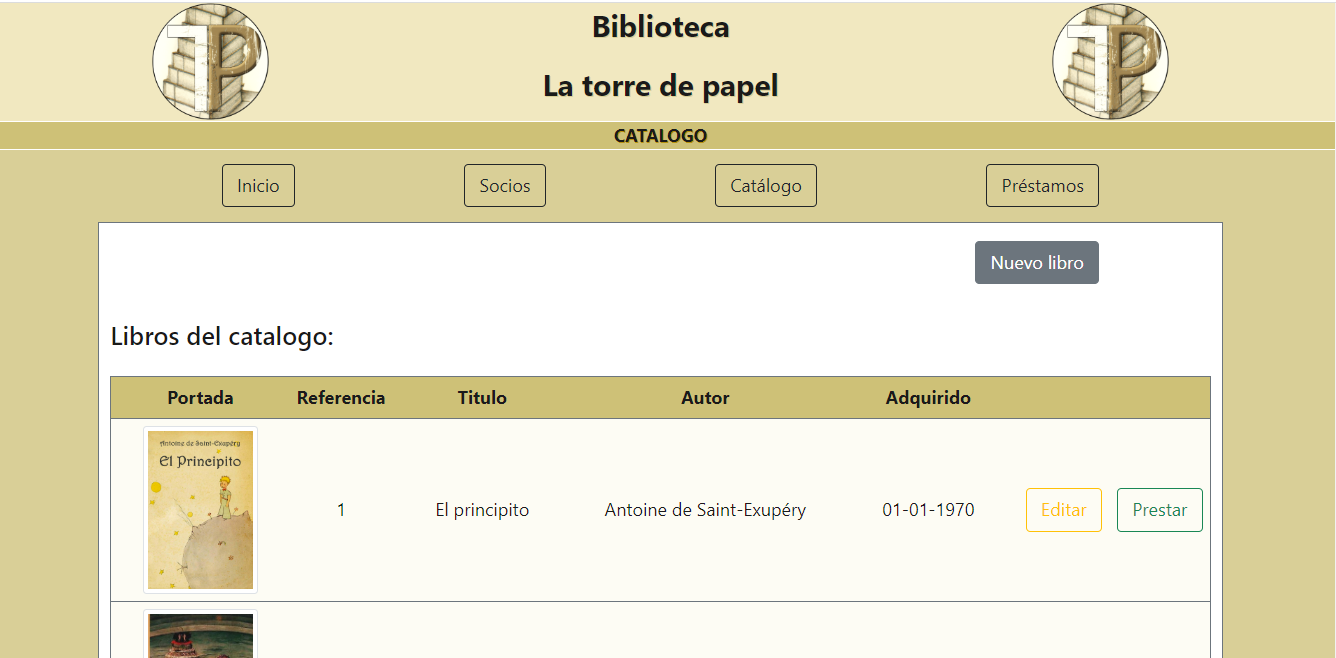 TP
Biblioteca
TP
La torre de papel
CATALOGO
Inicio Socios Catálogo Préstamos
Nuevo libro
Libros del catalogo:
Portada Referencia Titulo Autor Adquirido
Antoine de Saint-Exupéry
El Principito
1 El principito Antoine de Saint-Exupéry 01-01-1970 Editar Prestar